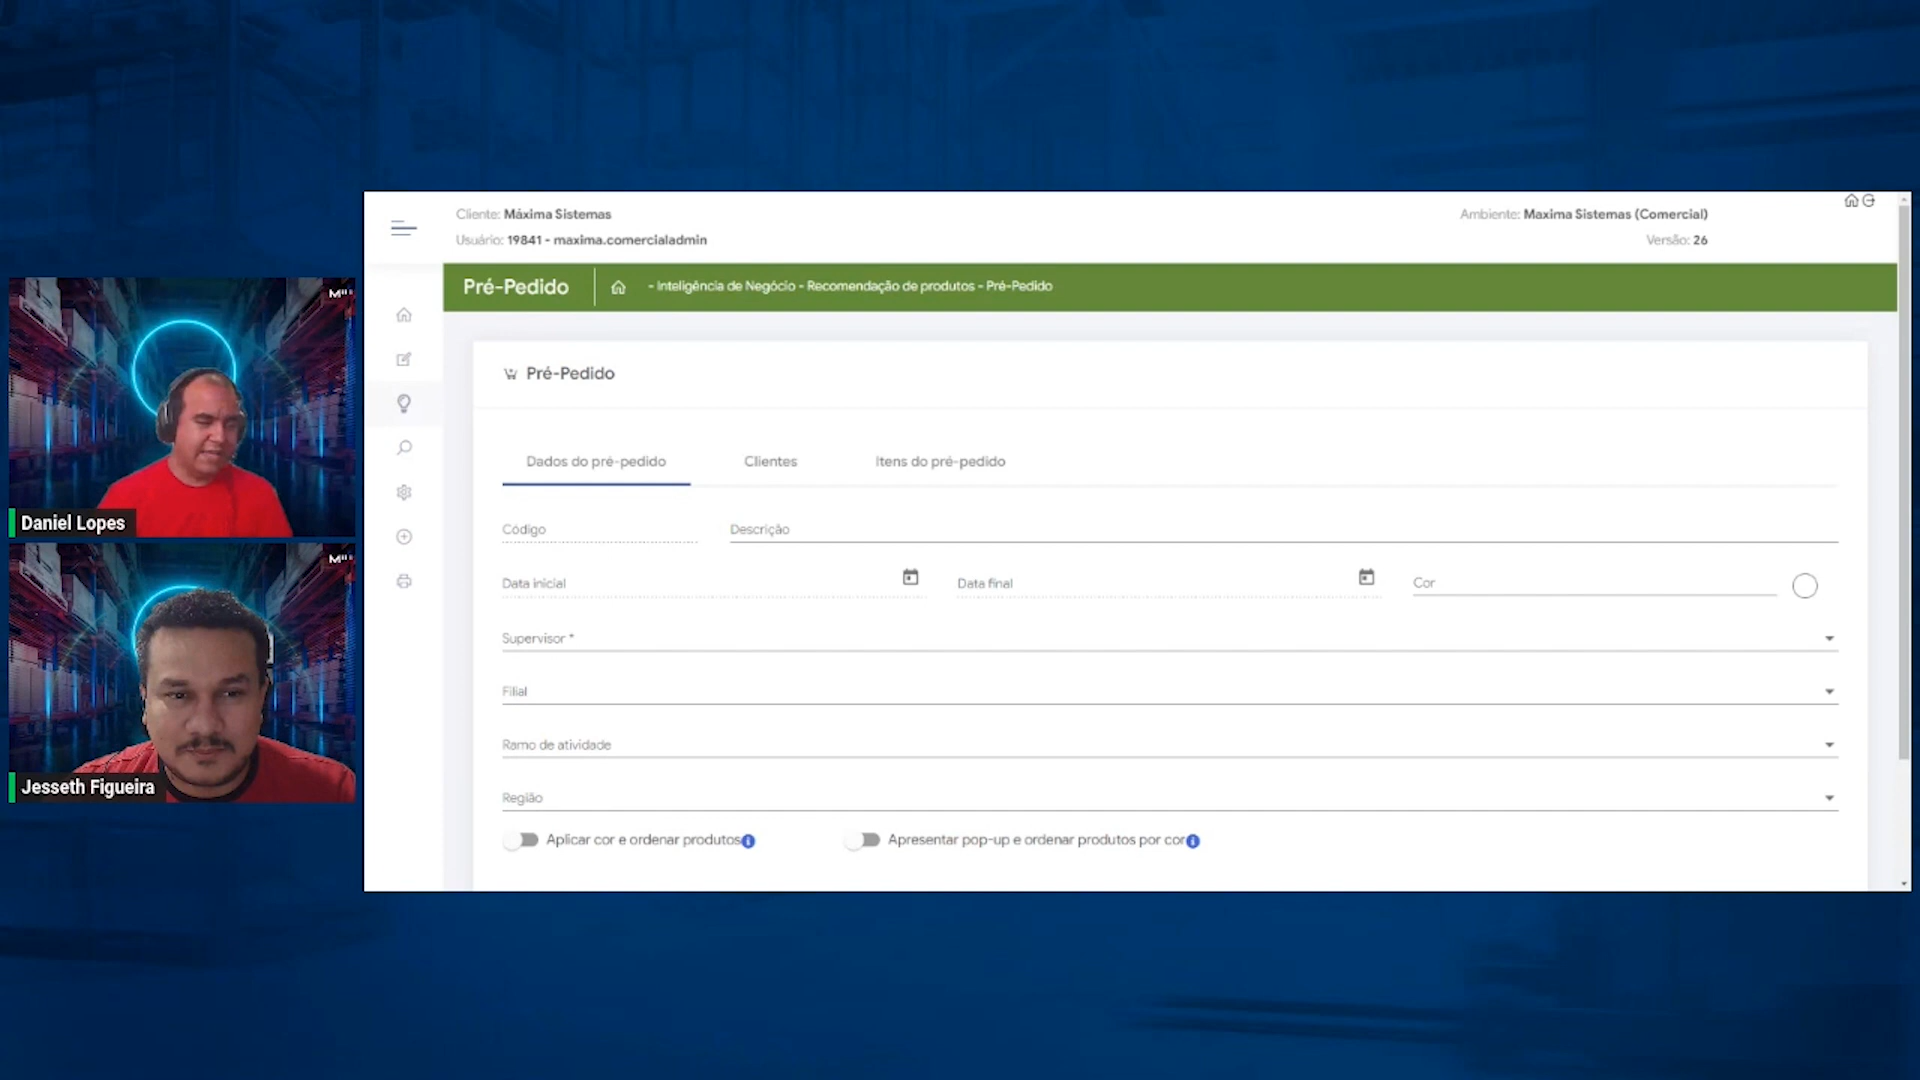 Cliente: Máxima Sistemas
Usuário: 19841 - maxima.comercialadmin
Ambiente: Maxima Sistemas (Comercial)
Versão: 26
Pré-Pedido
- Inteligência de Negócio - Recomendação de produtos - Pré-Pedido
Pré-Pedido
Dados do pré-pedido
Clientes
Itens do pré-pedido
Código
Descrição
Data inicial
Data final
Cor
Supervisor *
Filial
Ramo de atividade
Região
Aplicar cor e ordenar produtos
Apresentar pop-up e ordenar produtos por cor
Daniel Lopes
Jesseth Figueira